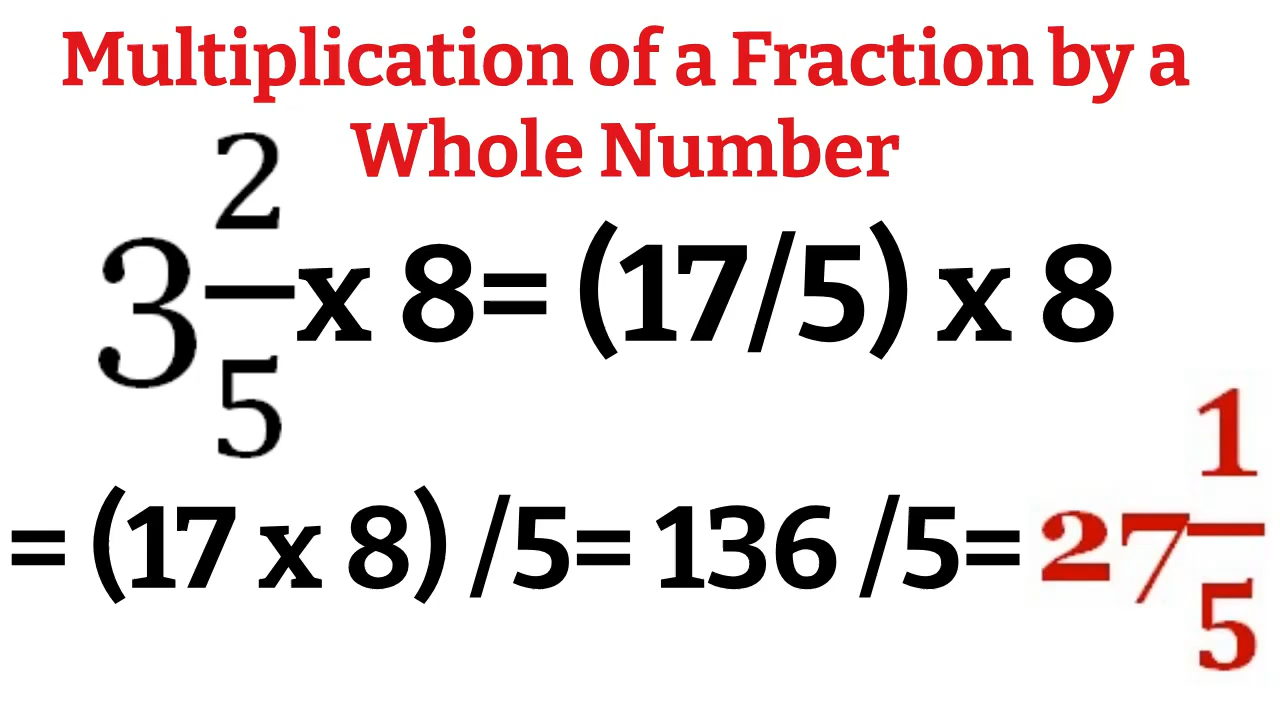 Multiplication of a Fraction by a
Whole Number
3 2/5 x 8= (17/5) x 8
= (17 x 8) /5= 136 /5= 27 1/5